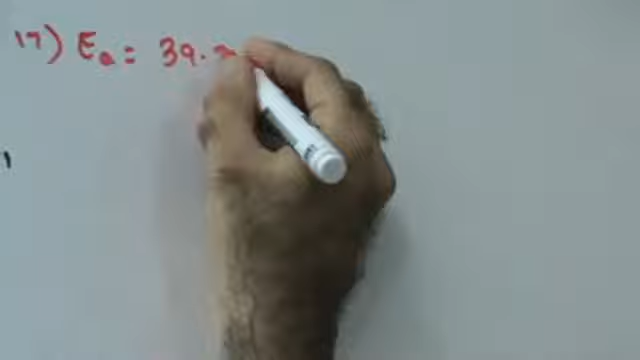 17) Ea = 39.